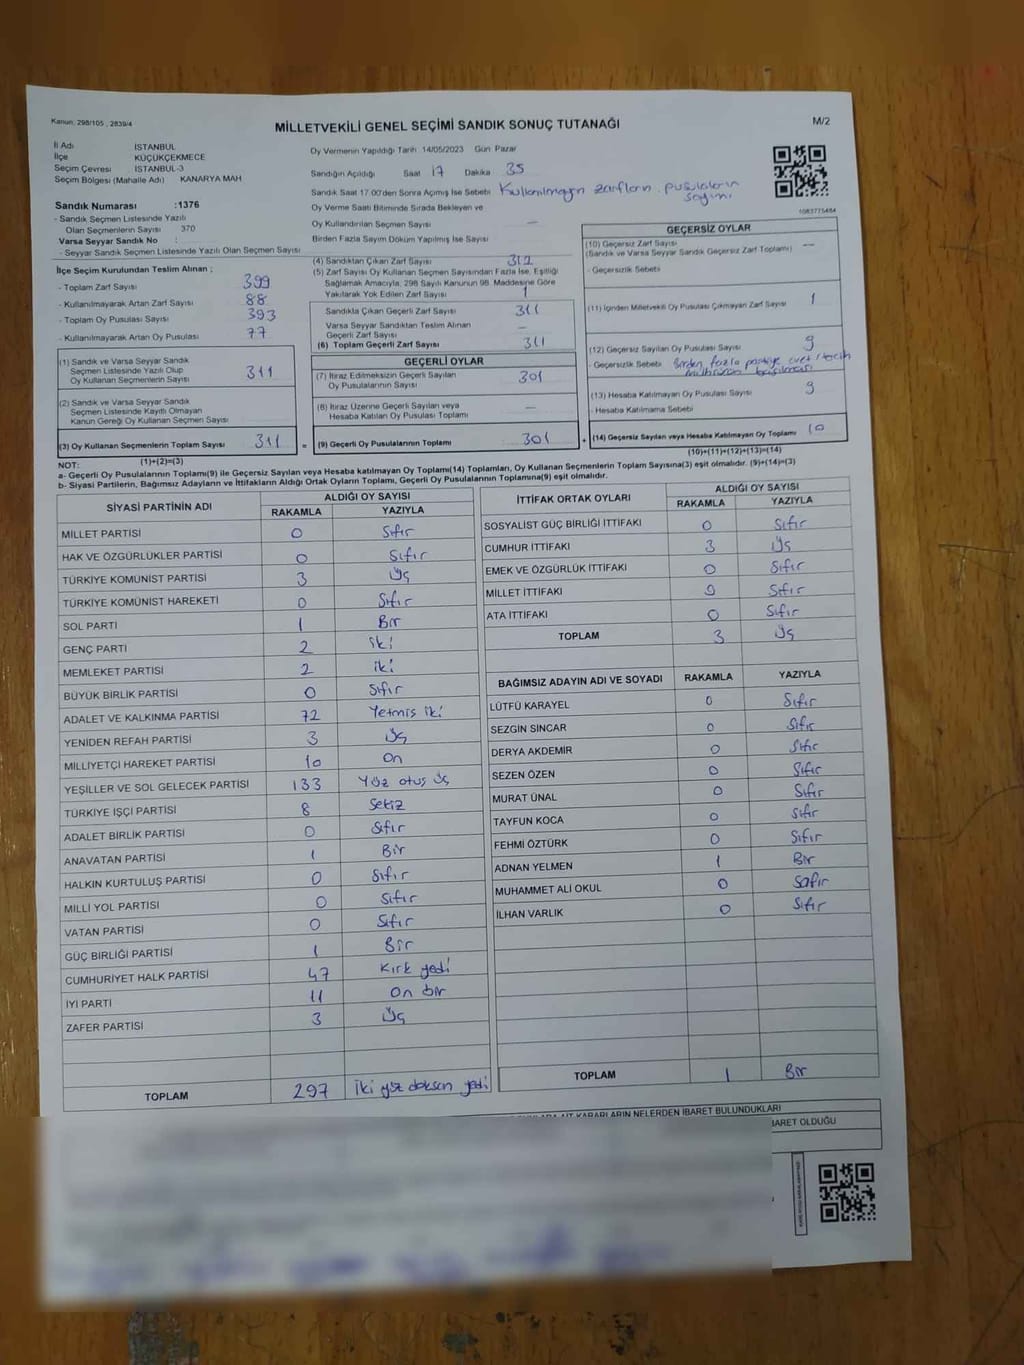 Kanun; 298/105 , 2839/4
MİLLETVEKİLİ GENEL SEÇİMİ SANDIK SONUÇ TUTANAĞI
M/2
İl Adı İSTANBUL
İlçe KÜÇÜKÇEKMECE
Seçim Çevresi İSTANBUL-3
Seçim Bölgesi (Mahalle Adı) KANARYA MAH
Sandık Numarası :1376
- Sandık Seçmen Listesinde Yazılı
Olan Seçmenlerin Sayısı 370
Varsa Seyyar Sandık No :
- Seyyar Sandık Seçmen Listesinde Yazılı Olan Seçmen Sayısı
Oy Vermenin Yapıldığı Tarih 14/05/2023 Gün Pazar
Sandığın Açıldığı Saat 17 Dakika 35
Sandık Saat 17.00'den Sonra Açımış İse Sebebi Kullanılmayan zarfların, pusulaların sayımı
Oy Verme Saati Bitiminde Sırada Bekleyen ve
Oy Kullandırılan Seçmen Sayısı —
Birden Fazla Sayım Döküm Yapılmış İse Sayısı
1083775484
İlçe Seçim Kurulundan Teslim Alınan ;
- Toplam Zarf Sayısı 399
- Kullanılmayarak Artan Zarf Sayısı 88
- Toplam Oy Pusulası Sayısı 393
- Kullanılmayarak Artan Oy Pusulası 77
(1) Sandık ve Varsa Seyyar Sandık
Seçmen Listesinde Yazılı Olup
Oy Kullanan Seçmenlerin Sayısı 311
(2) Sandık ve Varsa Seyyar Sandık
Seçmen Listesinde Kayıtlı Olmayan
Kanun Gereği Oy Kullanan Seçmen Sayısı
(3) Oy Kullanan Seçmenlerin Toplam Sayısı 311 =
(1)+(2)=(3)
(4) Sandıktan Çıkan Zarf Sayısı 312
(5) Zarf Sayısı Oy Kullanan Seçmen Sayısından Fazla İse, Eşitliği
Sağlamak Amacıyla, 298 Sayılı Kanunun 98. Maddesine Göre
Yakılarak Yok Edilen Zarf Sayısı 1
Sandıkla Çıkan Geçerli Zarf Sayısı 311
Varsa Seyyar Sandıktan Teslim Alınan
Geçerli Zarf Sayısı —
(6) Toplam Geçerli Zarf Sayısı 311
GEÇERLİ OYLAR
(7) İtiraz Edilmeksizin Geçerli Sayılan
Oy Pusulalarının Sayısı 301
(8) İtiraz Üzerine Geçerli Sayılan veya
Hesaba Katılan Oy Pusulası Toplamı —
(9) Geçerli Oy Pusulalarının Toplamı 301 +
GEÇERSİZ OYLAR
(10) Geçersiz Zarf Sayısı —
(Sandık ve Varsa Seyyar Sandık Geçersiz Zarf Toplamı)
- Geçersizlik Sebebi
(11) İçinden Milletvekili Oy Pusulası Çıkmayan Zarf Sayısı 1
(12) Geçersiz Sayılan Oy Pusulası Sayısı 9
- Geçersizlik Sebebi Birden fazla partiye evet / tercih
mührünün basılması
(13) Hesaba Katılmayan Oy Pusulası Sayısı 9
- Hesaba Katılmama Sebebi
(14) Geçersiz Sayılan veya Hesaba Katılmayan Oy Toplamı 10
(10)+(11)+(12)+(13)=(14)
NOT:
a- Geçerli Oy Pusulalarının Toplamı(9) ile Geçersiz Sayılan veya Hesaba katılmayan Oy Toplamı(14) Toplamları, Oy Kullanan Seçmenlerin Toplam Sayısına(3) eşit olmalıdır. (9)+(14)=(3)
b- Siyasi Partilerin, Bağımsız Adayların ve İttifakların Aldığı Ortak Oyların Toplamı, Geçerli Oy Pusulalarının Toplamına(9) eşit olmalıdır.
SİYASİ PARTİNİN ADI ALDIĞI OY SAYISI
RAKAMLA YAZIYLA
MİLLET PARTİSİ 0 Sıfır
HAK VE ÖZGÜRLÜKLER PARTİSİ 0 Sıfır
TÜRKİYE KOMÜNİST PARTİSİ 3 Üç
TÜRKİYE KOMÜNİST HAREKETİ 0 Sıfır
SOL PARTİ 1 Bir
GENÇ PARTİ 2 iki
MEMLEKET PARTİSİ 2 iki
BÜYÜK BİRLİK PARTİSİ 0 Sıfır
ADALET VE KALKINMA PARTİSİ 72 Yetmiş iki
YENİDEN REFAH PARTİSİ 3 Üç
MİLLİYETÇİ HAREKET PARTİSİ 10 On
YEŞİLLER VE SOL GELECEK PARTİSİ 133 Yüz otuz üç
TÜRKİYE İŞÇİ PARTİSİ 8 Sekiz
ADALET BİRLİK PARTİSİ 0 Sıfır
ANAVATAN PARTİSİ 1 Bir
HALKIN KURTULUŞ PARTİSİ 0 Sıfır
MİLLİ YOL PARTİSİ 0 Sıfır
VATAN PARTİSİ 0 Sıfır
GÜÇ BİRLİĞİ PARTİSİ 1 Bir
CUMHURİYET HALK PARTİSİ 47 Kırk yedi
İYİ PARTİ 11 On bir
ZAFER PARTİSİ 3 Üç
TOPLAM 297 İki yüz doksan yedi
İTTİFAK ORTAK OYLARI ALDIĞI OY SAYISI
RAKAMLA YAZIYLA
SOSYALİST GÜÇ BİRLİĞİ İTTİFAKI 0 Sıfır
CUMHUR İTTİFAKI 3 Üç
EMEK VE ÖZGÜRLÜK İTTİFAKI 0 Sıfır
MİLLET İTTİFAKI 0 Sıfır
ATA İTTİFAKI 0 Sıfır
TOPLAM 3 Üç
BAĞIMSIZ ADAYIN ADI VE SOYADI RAKAMLA YAZIYLA
LÜTFÜ KARAYEL 0 Sıfır
SEZGİN SİNCAR 0 Sıfır
DERYA AKDEMİR 0 Sıfır
SEZEN ÖZEN 0 Sıfır
MURAT ÜNAL 0 Sıfır
TAYFUN KOCA 0 Sıfır
FEHMİ ÖZTÜRK 0 Sıfır
ADNAN YELMEN 1 Bir
MUHAMMET ALİ OKUL 0 Safır
İLHAN VARLIK 0 Sıfır
TOPLAM 1 Bir
KARARLARIN NELERDEN İBARET BULUNDUKLARI
İBARET OLDUĞU